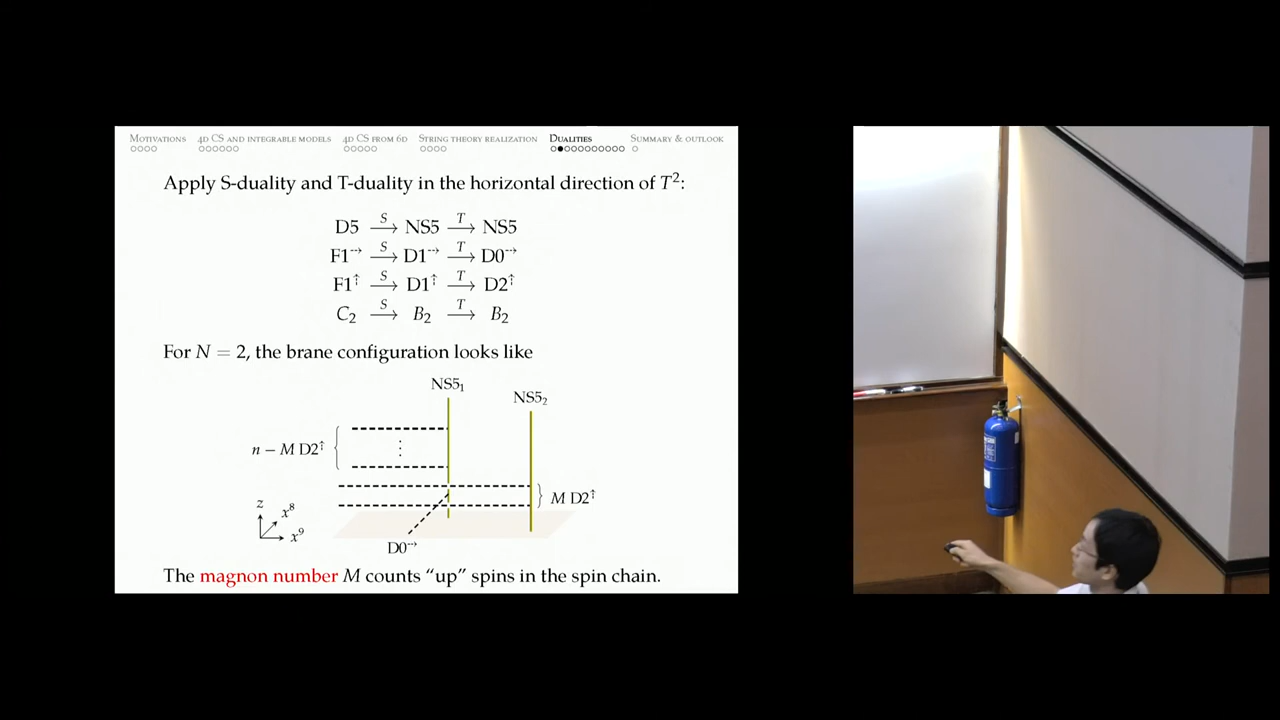 MOTIVATIONS 4D CS AND INTEGRABLE MODELS 4D CS FROM 6D STRING THEORY REALIZATION DUALITIES SUMMARY & OUTLOOK
Apply S-duality and T-duality in the horizontal direction of T²:
D5 —S→ NS5 —T→ NS5
F1⇢ —S→ D1⇢ —T→ D0⇢
F1⇡ —S→ D1⇡ —T→ D2⇡
C₂ —S→ B₂ —T→ B₂
For N = 2, the brane configuration looks like
NS5₁
NS5₂
n − M D2⇡
⋮
M D2⇡
z
x⁸
x⁹
D0⇢
The magnon number M counts “up” spins in the spin chain.